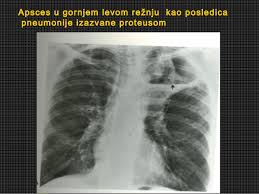 Apsces u gornjem levom režnju kao posledica
pneumonije izazvane proteusom